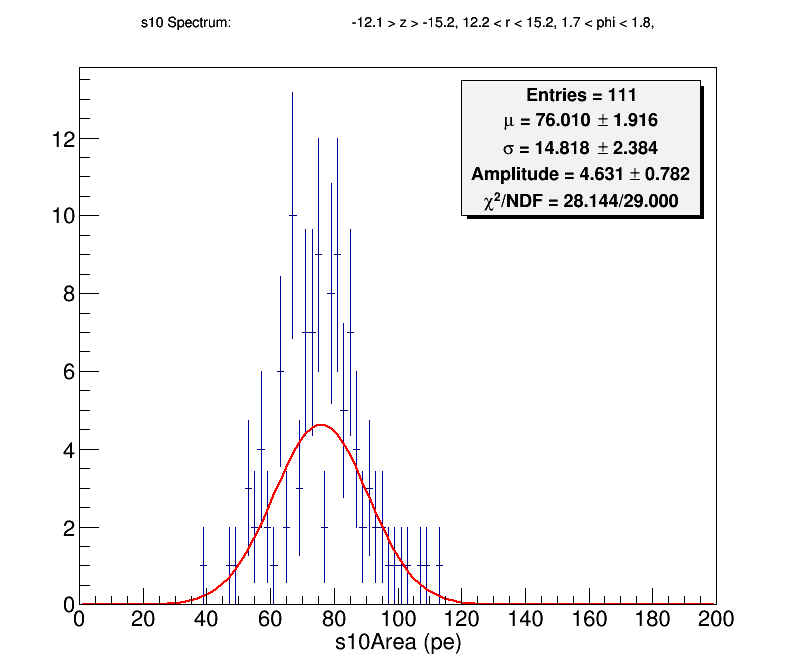 s10 Spectrum: -12.1 > z > -15.2, 12.2 < r < 15.2, 1.7 < phi < 1.8,
Entries = 111
μ = 76.010 ± 1.916
σ = 14.818 ± 2.384
Amplitude = 4.631 ± 0.782
χ²/NDF = 28.144/29.000
12
10
8
6
4
2
0
0 20 40 60 80 100 120 140 160 180 200
s10Area (pe)